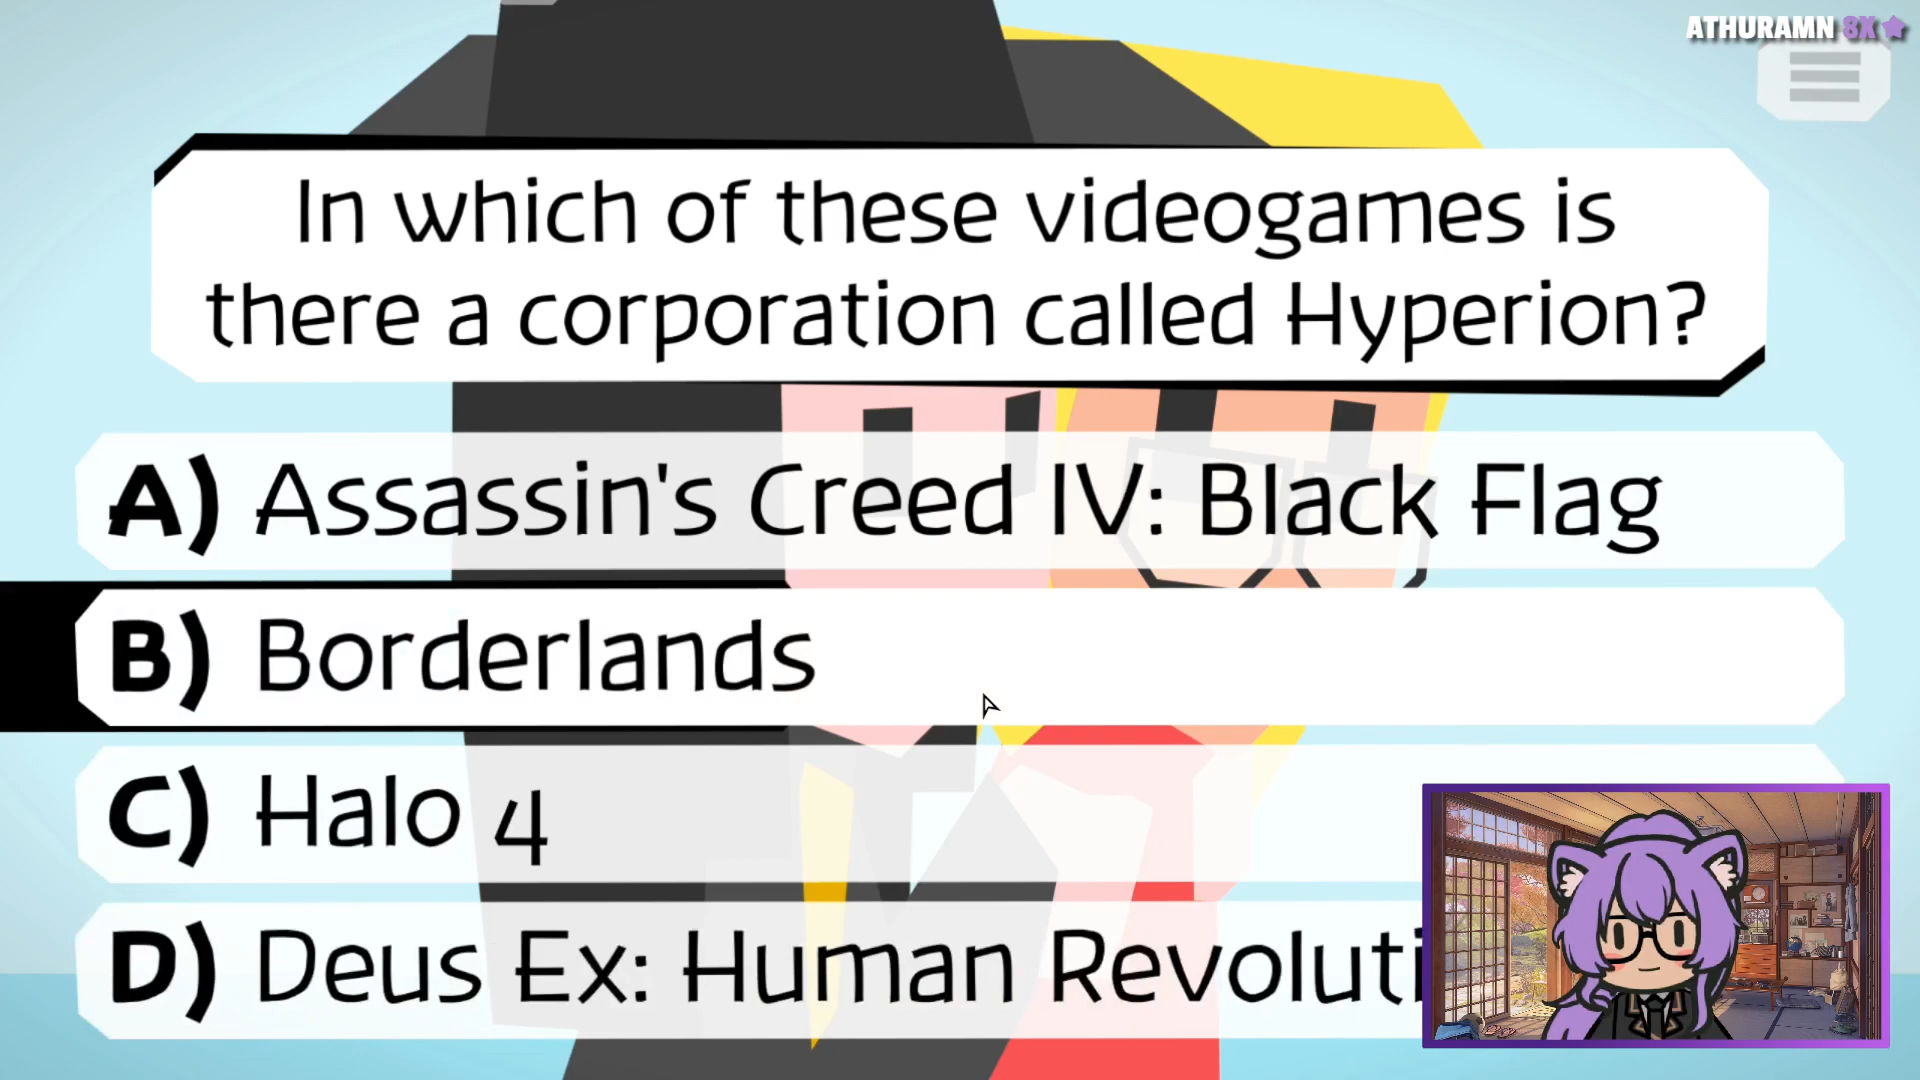 ATHURAMN 8X
In which of these videogames is
there a corporation called Hyperion?
A) Assassin's Creed IV: Black Flag
B) Borderlands
C) Halo 4
D) Deus Ex: Human Revoluti